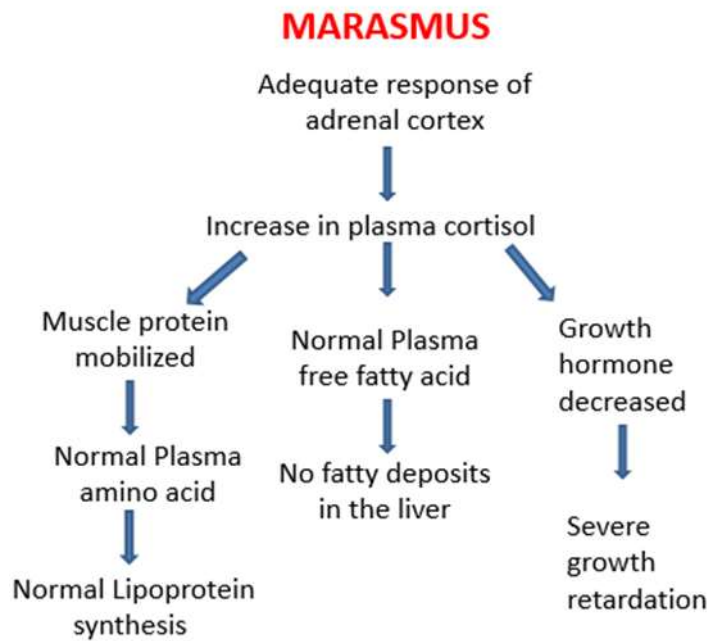 MARASMUS
Adequate response of
adrenal cortex
Increase in plasma cortisol
Muscle protein
mobilized
Normal Plasma
amino acid
Normal Lipoprotein
synthesis
Normal Plasma
free fatty acid
No fatty deposits
in the liver
Growth
hormone
decreased
Severe
growth
retardation